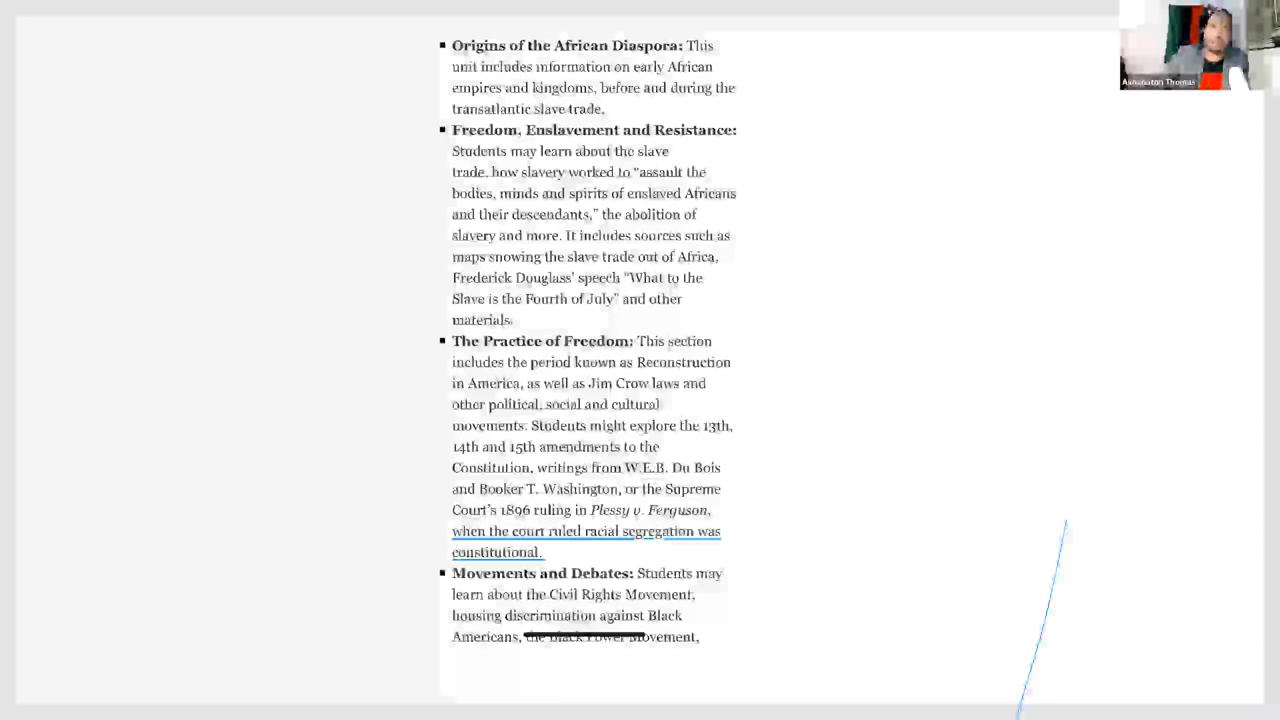 ▪ Origins of the African Diaspora: This
unit includes information on early African
empires and kingdoms, before and during the
transatlantic slave trade.
▪ Freedom, Enslavement and Resistance:
Students may learn about the slave
trade, how slavery worked to “assault the
bodies, minds and spirits of enslaved Africans
and their descendants,” the abolition of
slavery and more. It includes sources such as
maps showing the slave trade out of Africa,
Frederick Douglass’ speech “What to the
Slave is the Fourth of July” and other
materials.
▪ The Practice of Freedom: This section
includes the period known as Reconstruction
in America, as well as Jim Crow laws and
other political, social and cultural
movements. Students might explore the 13th,
14th and 15th amendments to the
Constitution, writings from W.E.B. Du Bois
and Booker T. Washington, or the Supreme
Court’s 1896 ruling in Plessy v. Ferguson,
when the court ruled racial segregation was
constitutional.
▪ Movements and Debates: Students may
learn about the Civil Rights Movement,
housing discrimination against Black
Americans, the Black Power Movement,
Thomas